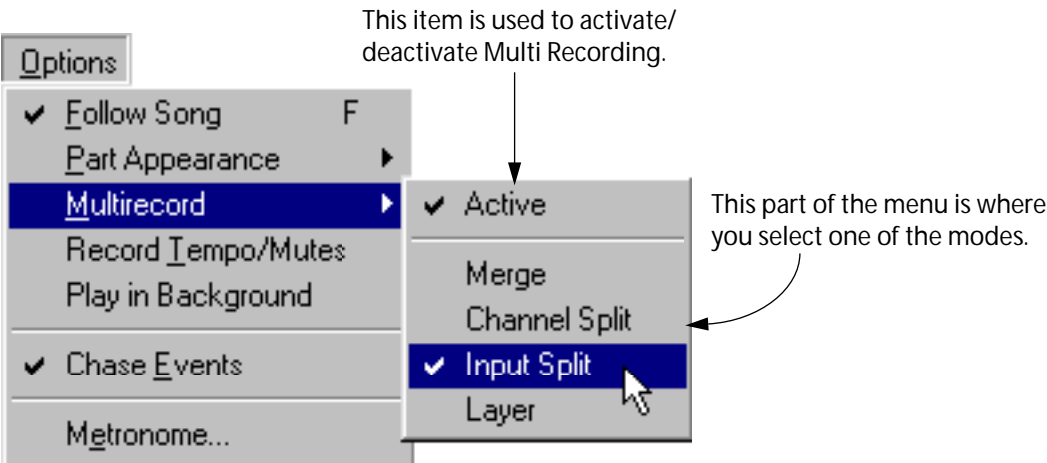 This item is used to activate/
deactivate Multi Recording.
Options
Follow Song F
Part Appearance
Multirecord
Record Tempo/Mutes
Play in Background
Chase Events
Metronome...
Active
Merge
Channel Split
Input Split
Layer
This part of the menu is where
you select one of the modes.